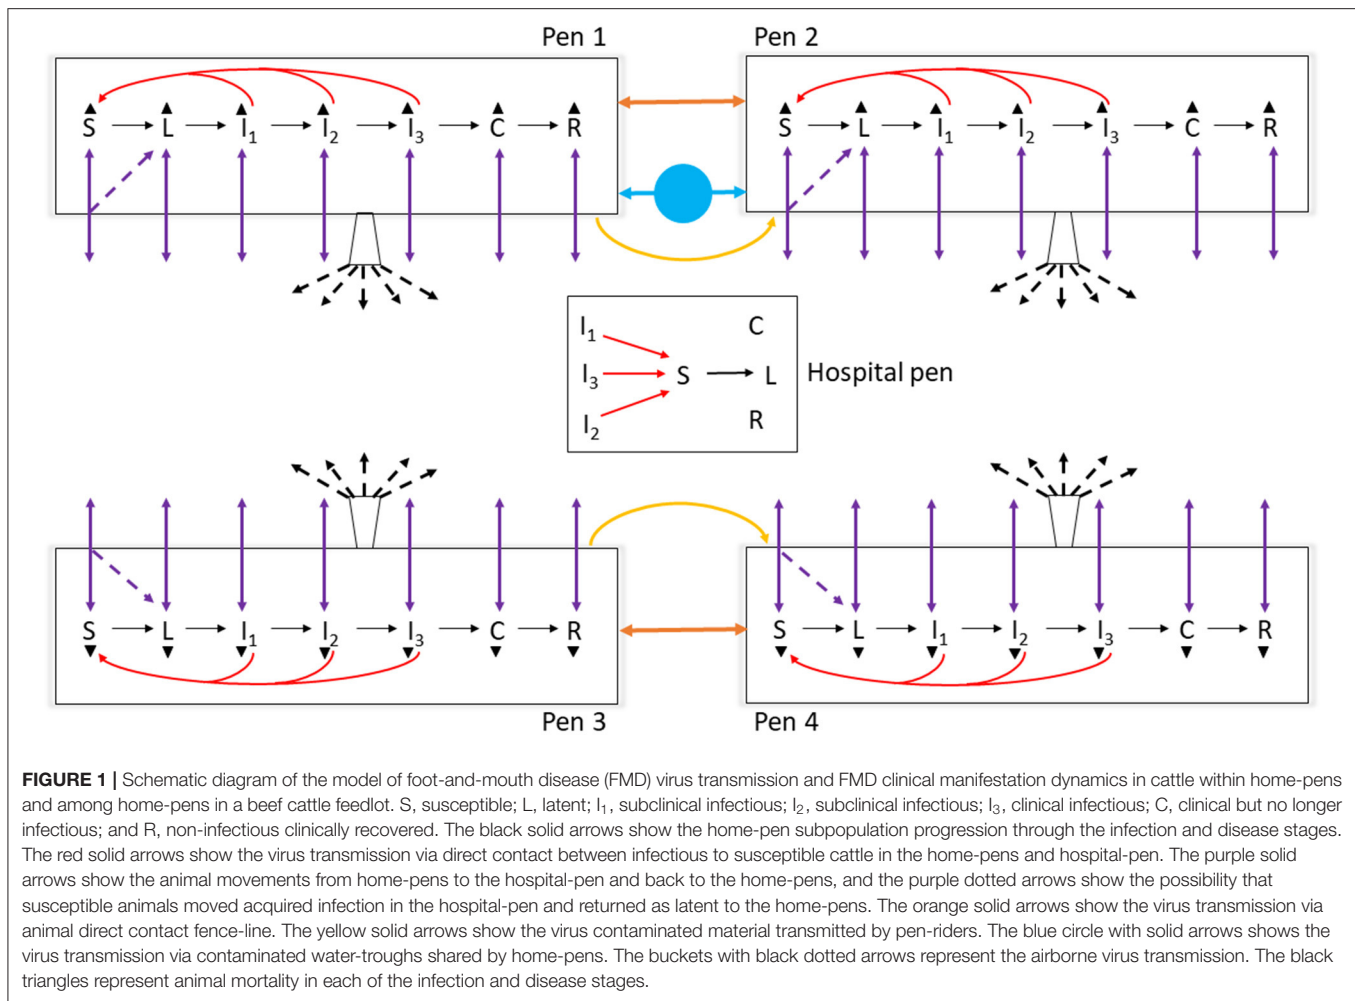 Pen 1 Pen 2
S L I₁ I₂ I₃ C R S L I₁ I₂ I₃ C R
I₁ C
I₃ S L Hospital pen
I₂ R
S L I₁ I₂ I₃ C R S L I₁ I₂ I₃ C R
Pen 3 Pen 4
FIGURE 1 | Schematic diagram of the model of foot-and-mouth disease (FMD) virus transmission and FMD clinical manifestation dynamics in cattle within home-pens
and among home-pens in a beef cattle feedlot. S, susceptible; L, latent; I₁, subclinical infectious; I₂, subclinical infectious; I₃, clinical infectious; C, clinical but no longer
infectious; and R, non-infectious clinically recovered. The black solid arrows show the home-pen subpopulation progression through the infection and disease stages.
The red solid arrows show the virus transmission via direct contact between infectious to susceptible cattle in the home-pens and hospital-pen. The purple solid
arrows show the animal movements from home-pens to the hospital-pen and back to the home-pens, and the purple dotted arrows show the possibility that
susceptible animals moved acquired infection in the hospital-pen and returned as latent to the home-pens. The orange solid arrows show the virus transmission via
animal direct contact fence-line. The yellow solid arrows show the virus contaminated material transmitted by pen-riders. The blue circle with solid arrows shows the
virus transmission via contaminated water-troughs shared by home-pens. The buckets with black dotted arrows represent the airborne virus transmission. The black
triangles represent animal mortality in each of the infection and disease stages.